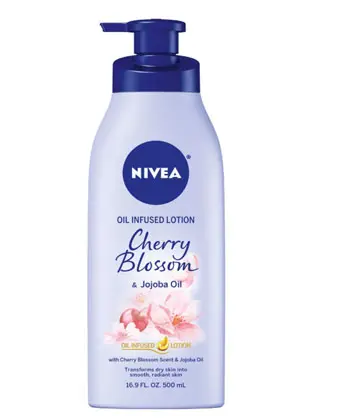 NIVEA
OIL INFUSED LOTION
Cherry
Blossom
& Jojoba Oil
OIL INFUSED LOTION
with Cherry Blossom Scent & Jojoba Oil
Transforms dry skin into
smooth, radiant skin
16.9 FL. OZ. 500 mL